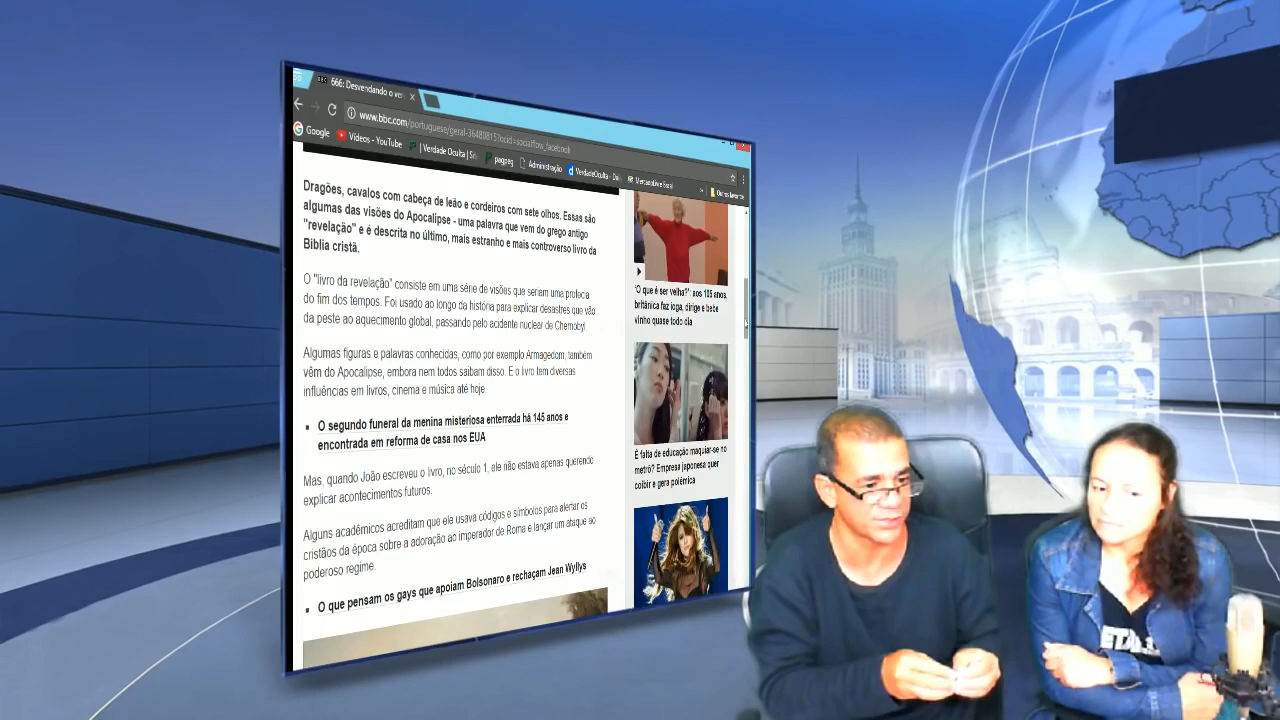 666: Desvendando o ver
www.bbc.com/portuguese/geral-36480815?ocid=socialflow_facebook
Google
Vídeos - YouTube
| Verdade Oculta | Si
pagpeg
Administração
VerdadeOculta - Da
MercadoLivre Brasil
Outros favoritos
Dragões, cavalos com cabeça de leão e cordeiros com sete olhos. Essas são
algumas das visões do Apocalipse - uma palavra que vem do grego antigo
"revelação" e é descrita no último, mais estranho e mais controverso livro da
Bíblia cristã.
O "livro da revelação" consiste em uma série de visões que seriam uma profecia
do fim dos tempos. Foi usado ao longo da história para explicar desastres que vão
da peste ao aquecimento global, passando pelo acidente nuclear de Chernobyl.
Algumas figuras e palavras conhecidas, como por exemplo Armagedom, também
vêm do Apocalipse, embora nem todos saibam disso. E o livro tem diversas
influências em livros, cinema e música até hoje.
O segundo funeral da menina misteriosa enterrada há 145 anos e
encontrada em reforma de casa nos EUA
Mas, quando João escreveu o livro, no século 1, ele não estava apenas querendo
explicar acontecimentos futuros.
Alguns acadêmicos acreditam que ele usava códigos e símbolos para alertar os
cristãos da época sobre a adoração ao imperador de Roma e lançar um ataque ao
poderoso regime.
O que pensam os gays que apoiam Bolsonaro e rechaçam Jean Wyllys
'O que é ser velha?': aos 105 anos,
britânica faz ioga, dirige e bebe
vinho quase todo dia
É falta de educação maquiar-se no
metrô? Empresa japonesa quer
coibir e gera polêmica